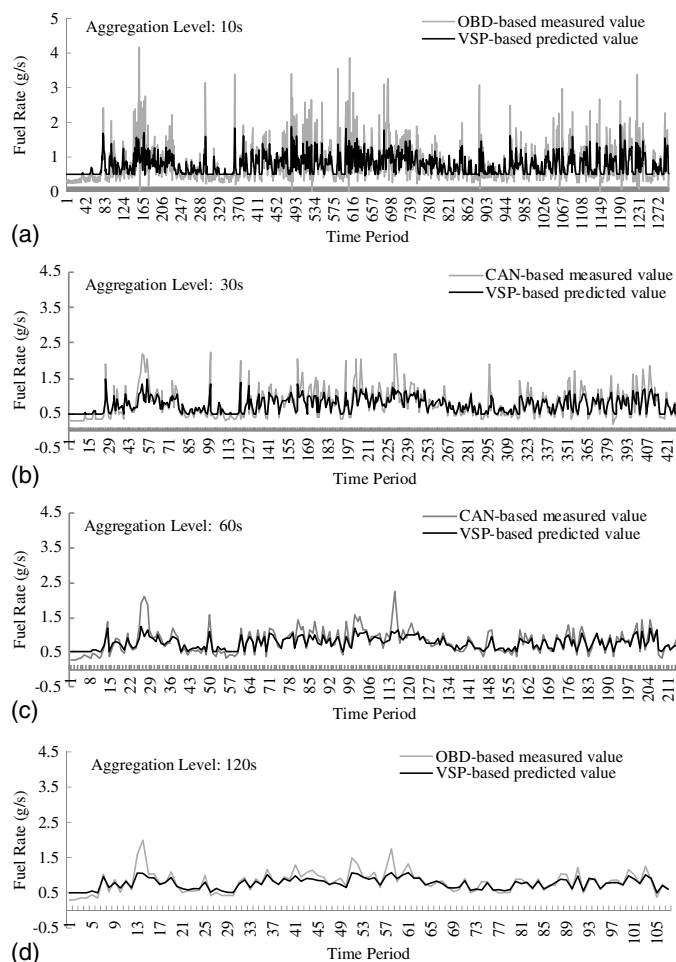 5
Aggregation Level: 10s
OBD-based measured value
VSP-based predicted value
4
3
2
1
0
Fuel Rate (g/s)
1 42 83 124 165 206 247 288 329 370 411 452 493 534 575 616 657 698 739 780 821 862 903 944 985 1026 1067 1108 1149 1190 1231 1272
(a)
Time Period
4.5
Aggregation Level: 30s
CAN-based measured value
VSP-based predicted value
3.5
2.5
1.5
0.5
-0.5
Fuel Rate (g/s)
1 15 29 43 57 71 85 99 113 127 141 155 169 183 197 211 225 239 253 267 281 295 309 323 337 351 365 379 393 407 421
(b)
Time Period
4.5
Aggregation Level: 60s
CAN-based measured value
VSP-based predicted value
3.5
2.5
1.5
0.5
-0.5
Fuel Rate (g/s)
1 8 15 22 29 36 43 50 57 64 71 78 85 92 99 106 113 120 127 134 141 148 155 162 169 176 183 190 197 204 211
(c)
Time Period
4.5
Aggregation Level: 120s
OBD-based measured value
VSP-based predicted value
3.5
2.5
1.5
0.5
-0.5
Fuel Rate (g/s)
1 5 9 13 17 21 25 29 33 37 41 45 49 53 57 61 65 69 73 77 81 85 89 93 97 101 105
(d)
Time Period